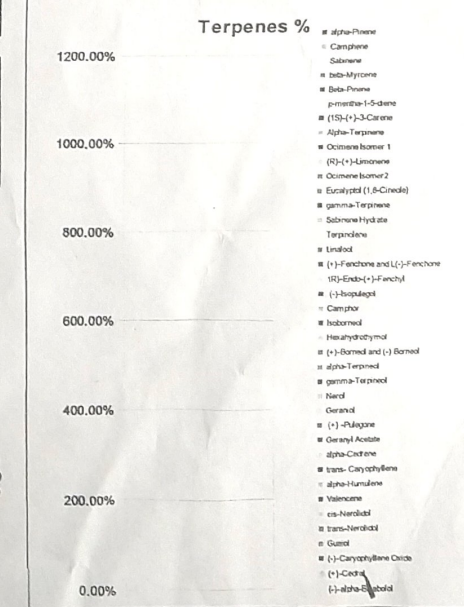 Terpenes %
1200.00%
1000.00%
800.00%
600.00%
400.00%
200.00%
0.00%
alpha-Pinene
Camphene
Sabinene
beta-Myrcene
Beta-Pinene
p-mentha-1-5-diene
(1S)-(+)-3-Carene
Alpha-Terpinene
Ocimene Isomer 1
(R)-(+)-Limonene
Ocimene Isomer2
Eucalyptol (1,8-Cineole)
gamma-Terpinene
Sabinene Hydrate
Terpinolene
Linalool
(+)-Fenchone and L(-)-Fenchone
1R)-Endo-(+)-Fenchyl
(-)-Isopulegol
Camphor
Isoborneol
Hexahydrothymol
(+)-Borneol and (-) Borneol
alpha-Terpineol
gamma-Terpineol
Nerol
Geraniol
(+) -Pulegone
Geranyl Acetate
alpha-Cedrene
trans- Caryophyllene
alpha-Humulene
Valencene
cis-Nerolidol
trans-Nerolidol
Guaiol
(-)-Caryophyllene Oxide
(+)-Cedrol
(-)-alpha-Bisabolol